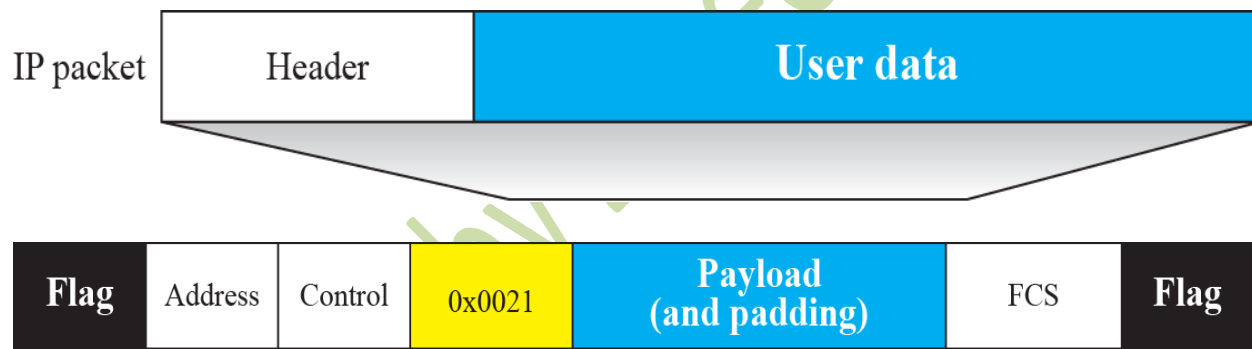 IP packet
Header
User data
Flag
Address
Control
0x0021
Payload
(and padding)
FCS
Flag